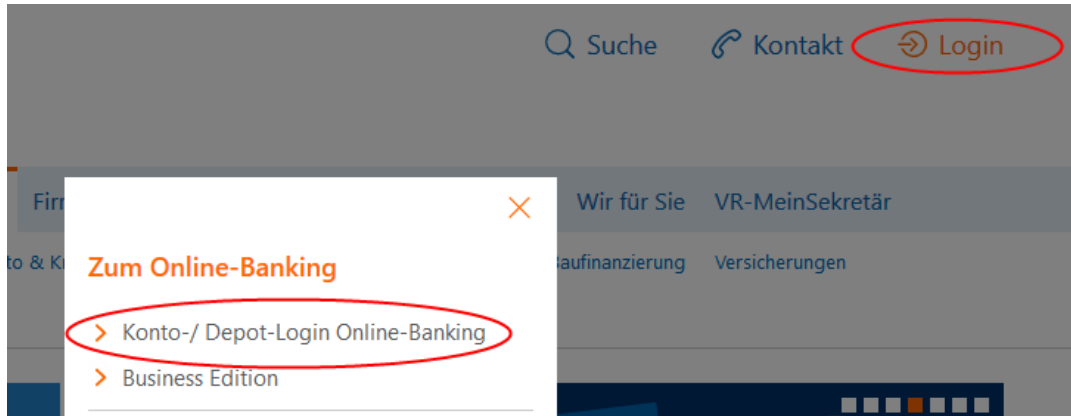 Suche Kontakt Login
Wir für Sie VR-MeinSekretär
Zum Online-Banking
Versicherungen
Konto-/ Depot-Login Online-Banking
Business Edition